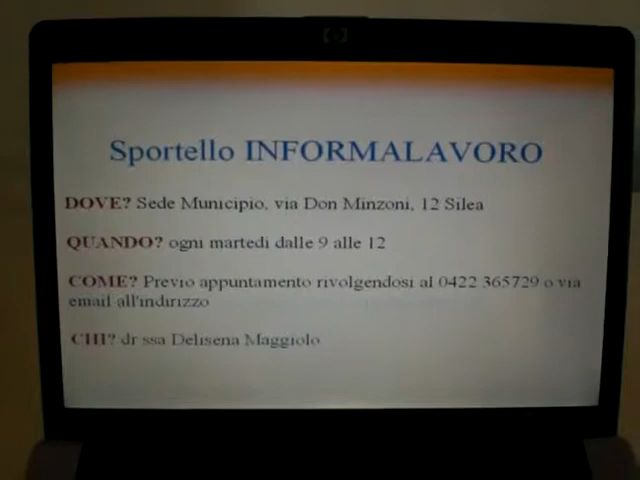 Sportello INFORMALAVORO
DOVE? Sede Municipio, via Don Minzoni, 12 Silea
QUANDO? ogni martedi dalle 9 alle 12
COME? Previo appuntamento rivolgendosi al 0422 365729 o via
email all'indirizzo
CHI? dr ssa Delisena Maggiolo